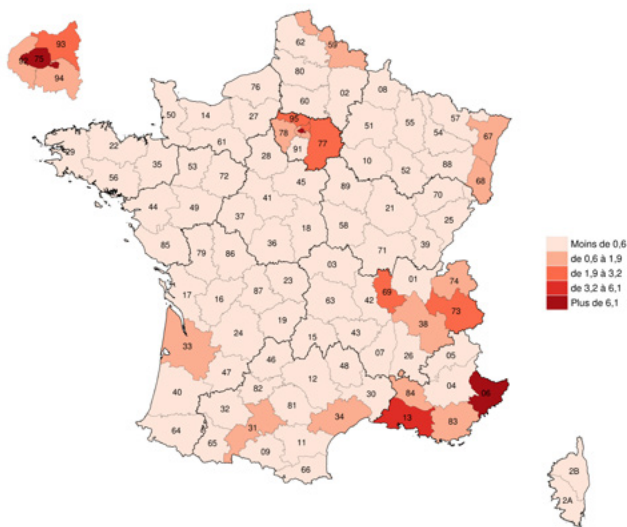 93
92 75
94
62 59
80
76 02 08
60
50 14 27 95 51 55 57
61 78 77 54 67
29 22 91 10 88
56 35 53 28 52 68
72 45 89 70
44 49 41 21 25
37 18 58
85 79 86 36 71 39
03 01 74
17 16 87 23 63 42 69 73
19 38
24 15 43
33 07 26 05
47 46 48
40 82 12 30 84 04 06
32 81 34 13 83
64 31
65 09 11
66
2B
2A
Moins de 0,6
de 0,6 à 1,9
de 1,9 à 3,2
de 3,2 à 6,1
Plus de 6,1